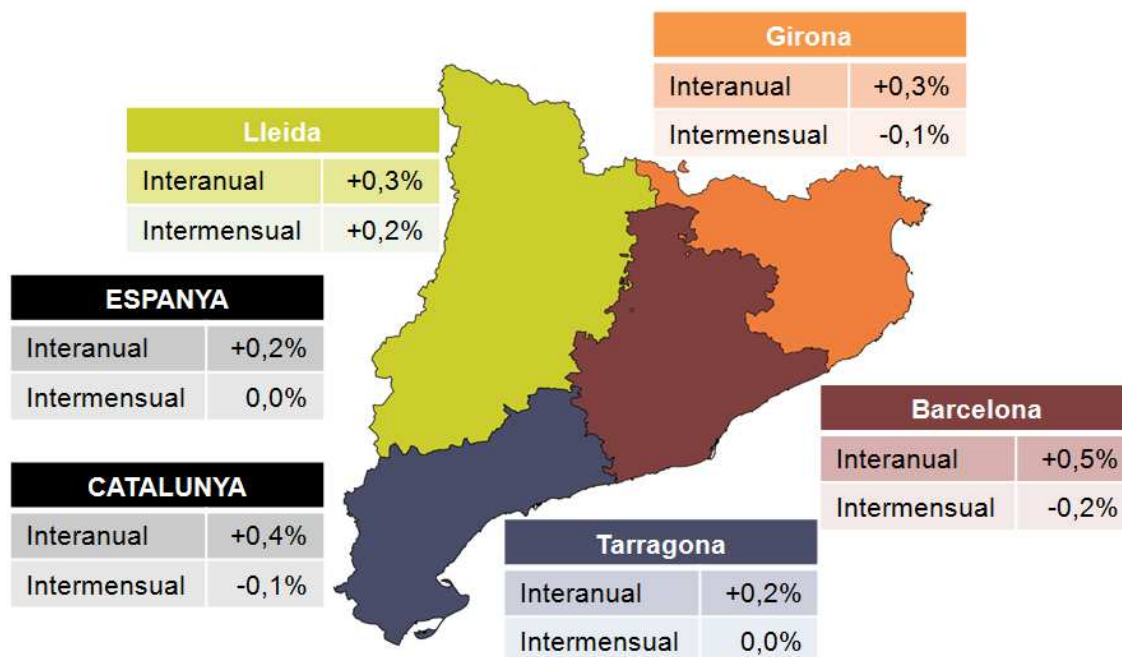 Girona
Interanual +0,3%
Intermensual -0,1%
Lleida
Interanual +0,3%
Intermensual +0,2%
ESPANYA
Interanual +0,2%
Intermensual 0,0%
Barcelona
Interanual +0,5%
Intermensual -0,2%
CATALUNYA
Interanual +0,4%
Intermensual -0,1%
Tarragona
Interanual +0,2%
Intermensual 0,0%